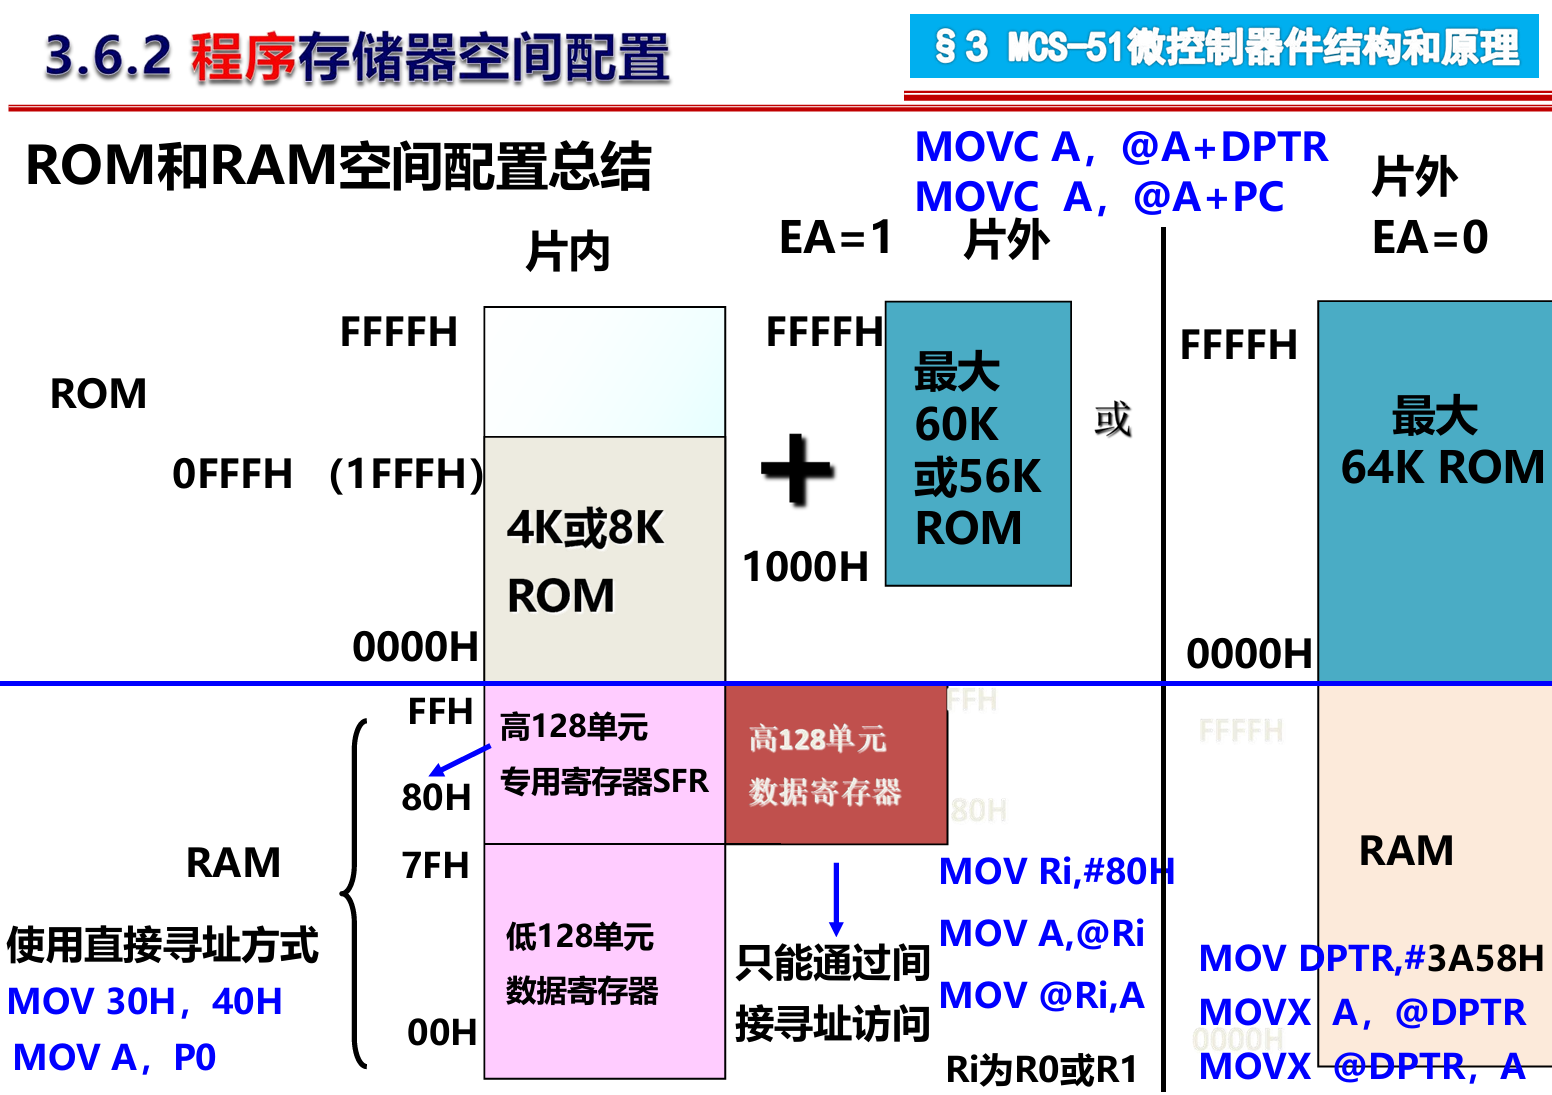 3.6.2 程序存储器空间配置
§3 MCS-51微控制器件结构和原理
ROM和RAM空间配置总结
MOVC A，@A+DPTR
MOVC A，@A+PC
片内
EA=1
片外
片外
EA=0
FFFFH
FFFFH
FFFFH
ROM
0FFFH （1FFFH）
4K或8K
ROM
+
最大
60K
或56K
ROM
或
最大
64K ROM
1000H
0000H
0000H
FFH
高128单元
专用寄存器SFR
80H
高128单元
数据寄存器
FFH
80H
FFFFH
RAM
7FH
低128单元
数据寄存器
00H
使用直接寻址方式
MOV 30H，40H
MOV A，P0
只能通过间
接寻址访问
MOV Ri,#80H
MOV A,@Ri
MOV @Ri,A
Ri为R0或R1
RAM
MOV DPTR,#3A58H
MOVX A，@DPTR
0000H
MOVX @DPTR，A